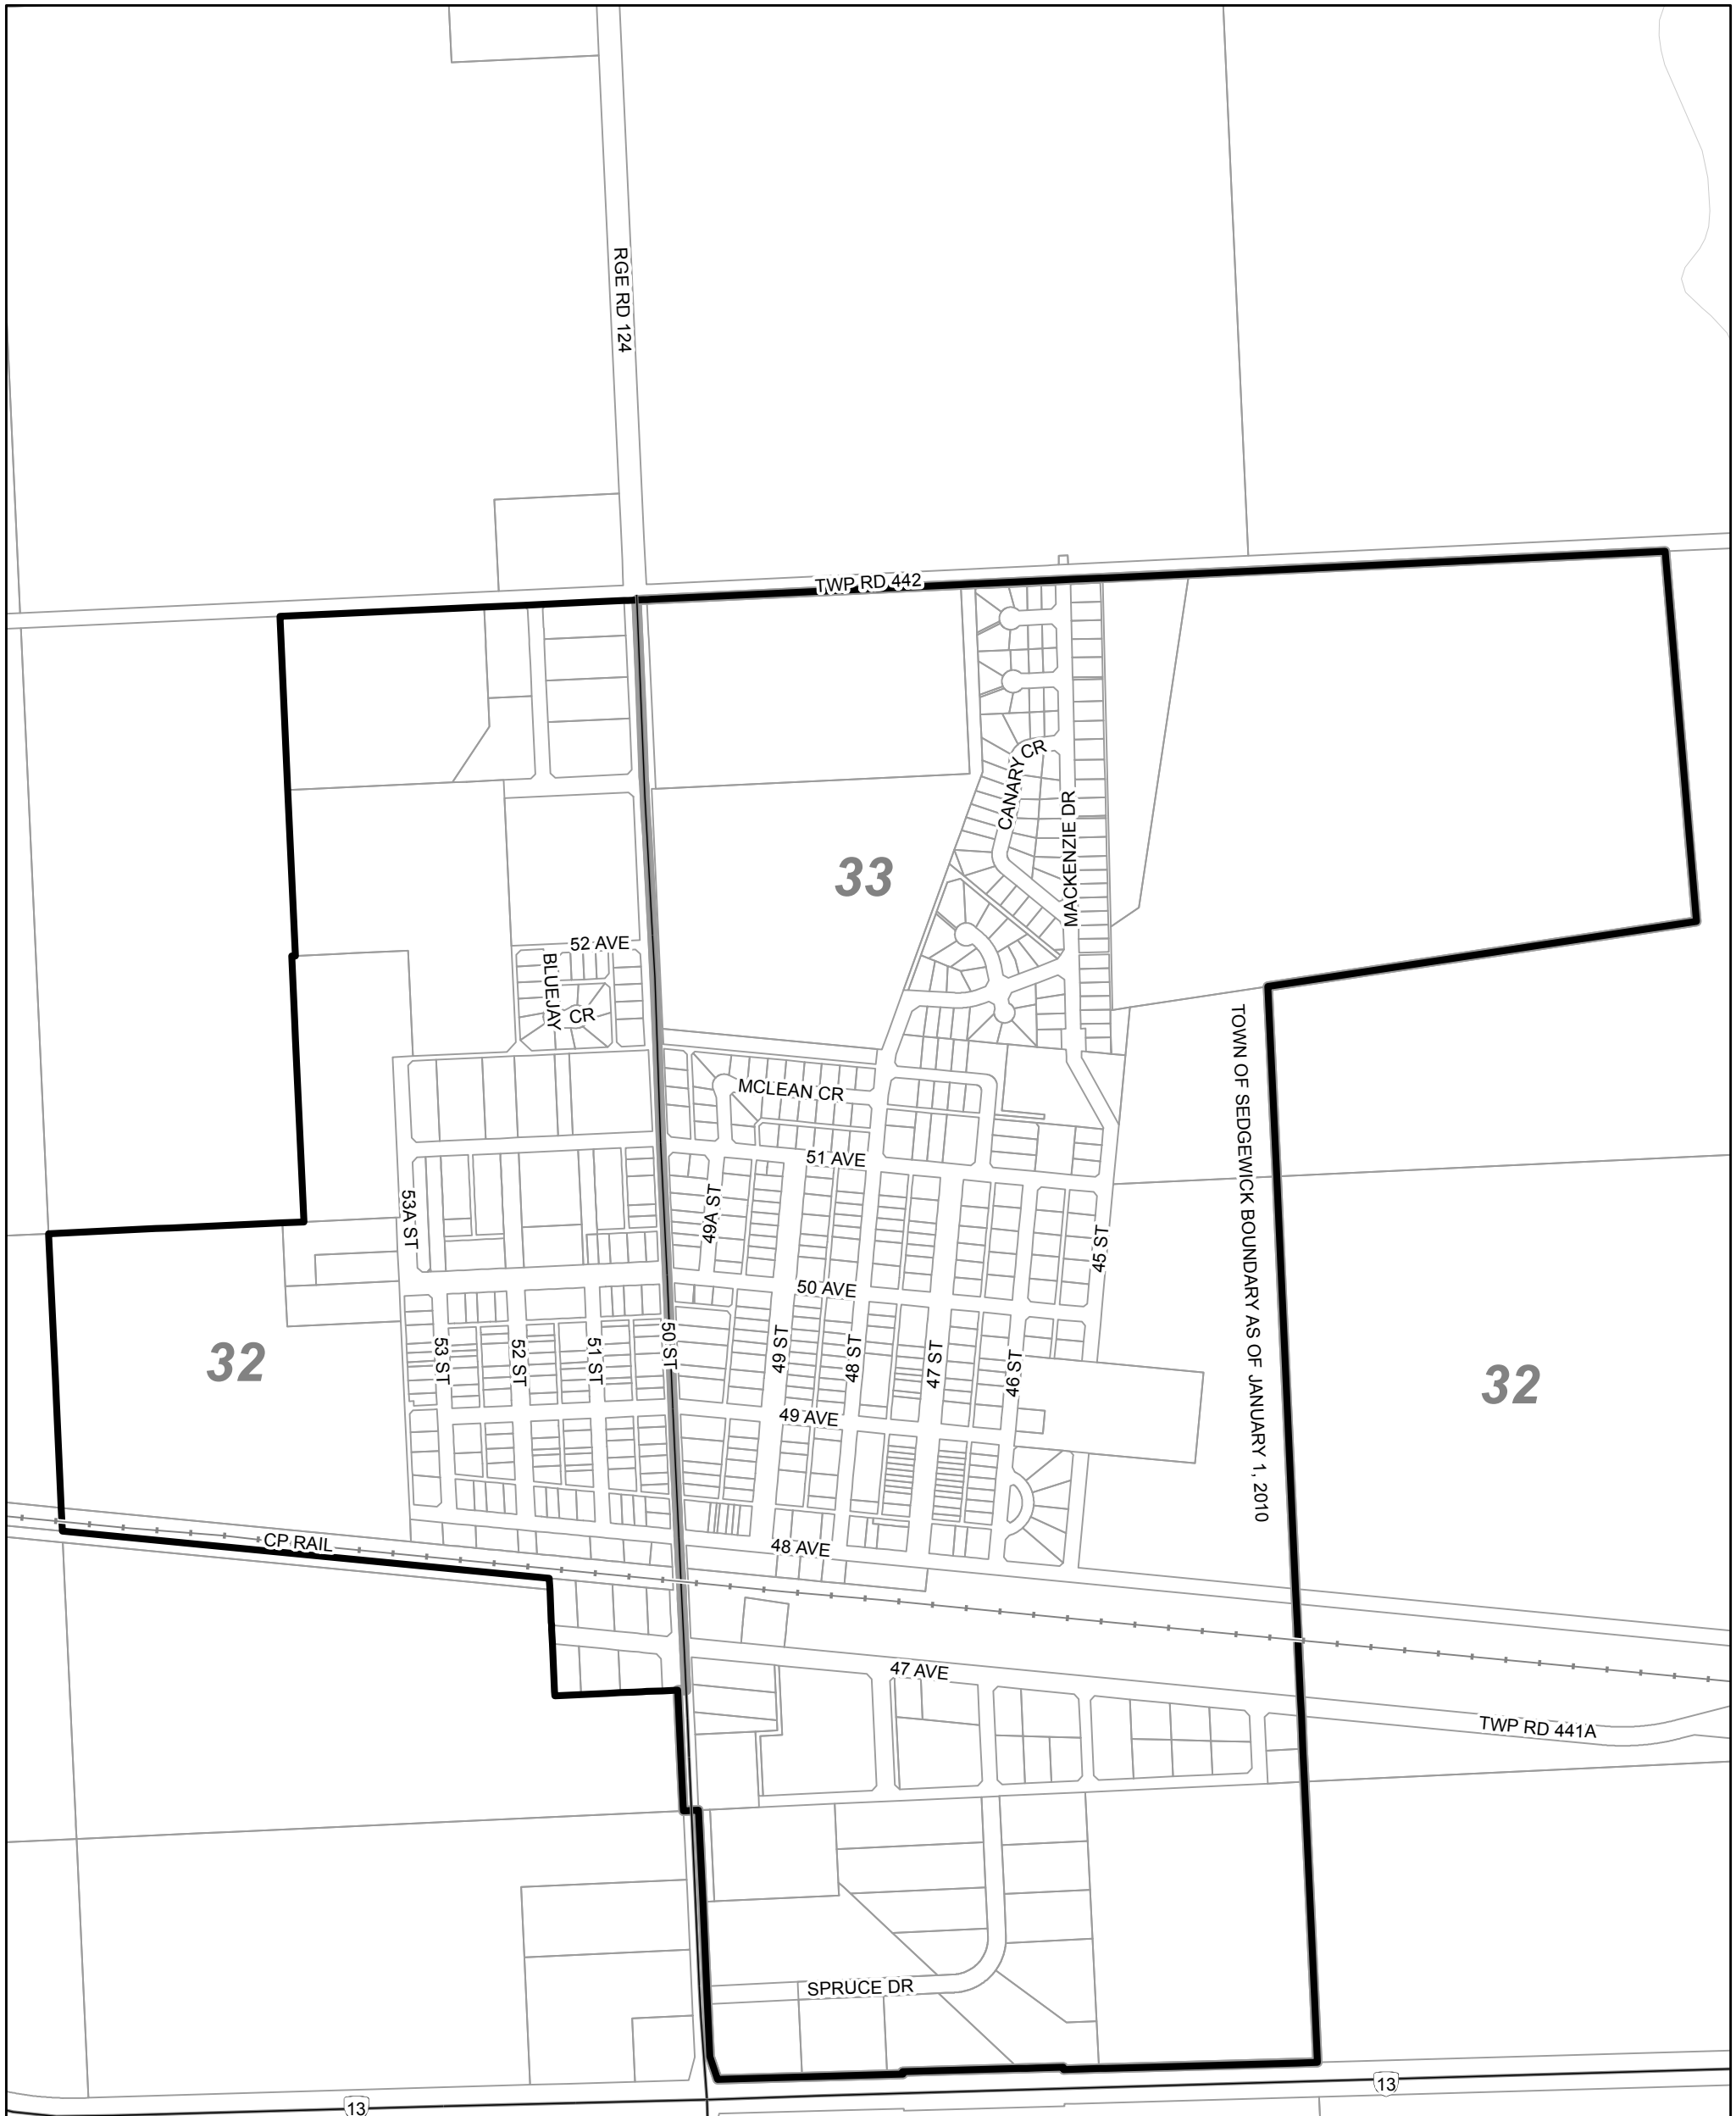 RGE RD 124
TWP RD 442
CANARY CR
MACKENZIE DR
33
52 AVE
BLUEJAY CR
TOWN OF SEDGEWICK BOUNDARY AS OF JANUARY 1, 2010
MCLEAN CR
51 AVE
53A ST
49A ST
45 ST
50 AVE
32
53 ST
52 ST
51 ST
50 ST
49 ST
48 ST
47 ST
46 ST
32
49 AVE
CP RAIL
48 AVE
47 AVE
TWP RD 441A
SPRUCE DR
13
13